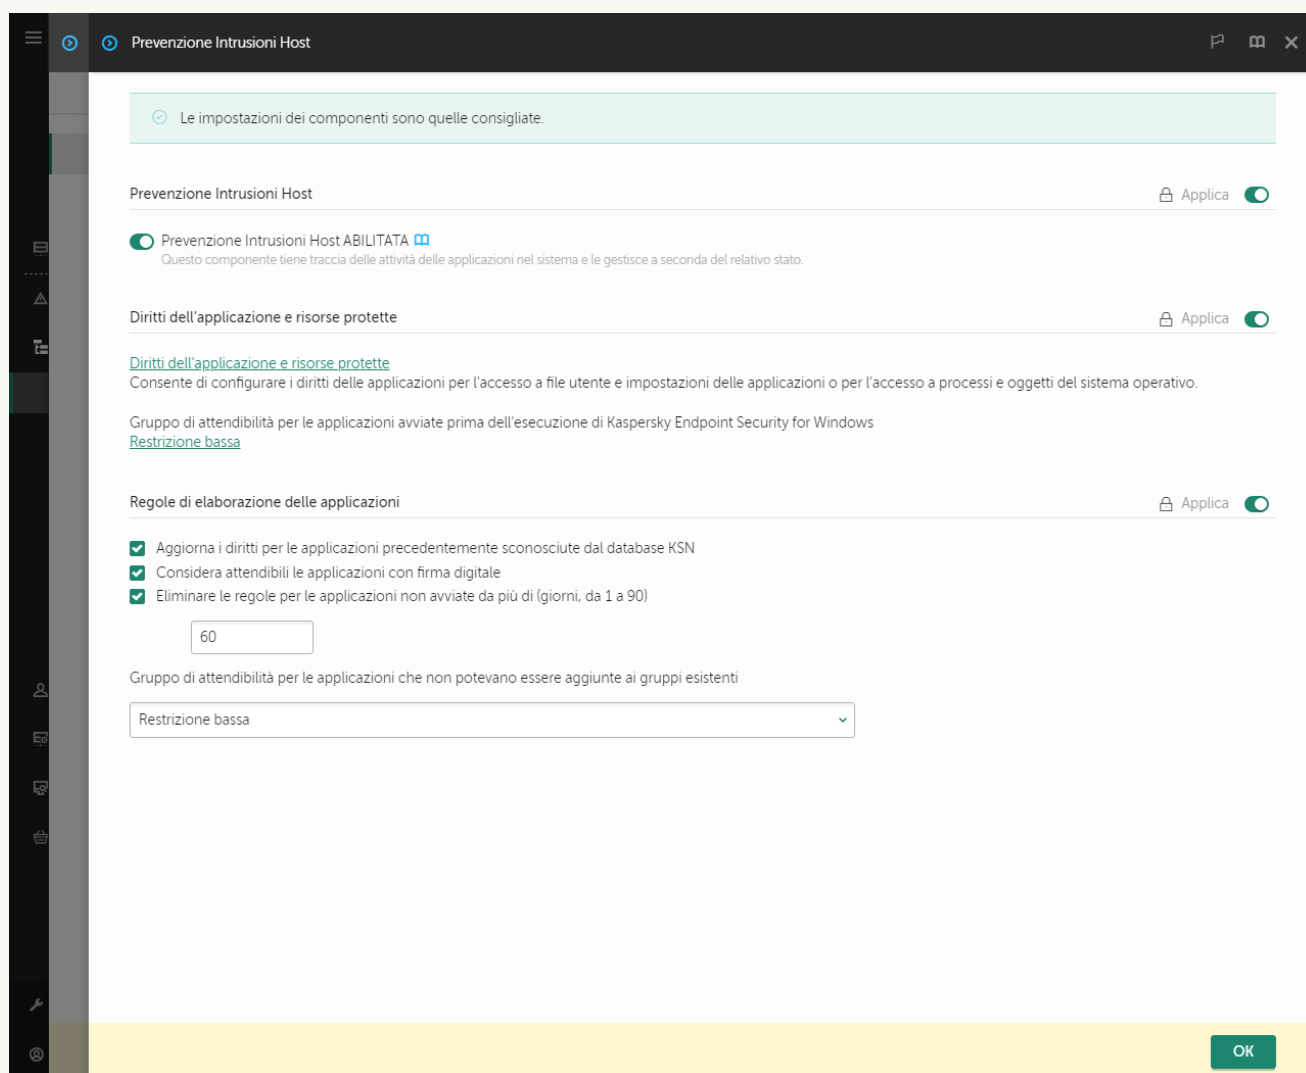 Prevenzione Intrusioni Host
Le impostazioni dei componenti sono quelle consigliate.
Prevenzione Intrusioni Host
Applica
Prevenzione Intrusioni Host ABILITATA
Questo componente tiene traccia delle attività delle applicazioni nel sistema e le gestisce a seconda del relativo stato.
Diritti dell'applicazione e risorse protette
Applica
Diritti dell'applicazione e risorse protette
Consente di configurare i diritti delle applicazioni per l'accesso a file utente e impostazioni delle applicazioni o per l'accesso a processi e oggetti del sistema operativo.
Gruppo di attendibilità per le applicazioni avviate prima dell'esecuzione di Kaspersky Endpoint Security for Windows
Restrizione bassa
Regole di elaborazione delle applicazioni
Applica
Aggiorna i diritti per le applicazioni precedentemente sconosciute dal database KSN
Considera attendibili le applicazioni con firma digitale
Eliminare le regole per le applicazioni non avviate da più di (giorni, da 1 a 90)
60
Gruppo di attendibilità per le applicazioni che non potevano essere aggiunte ai gruppi esistenti
Restrizione bassa
OK